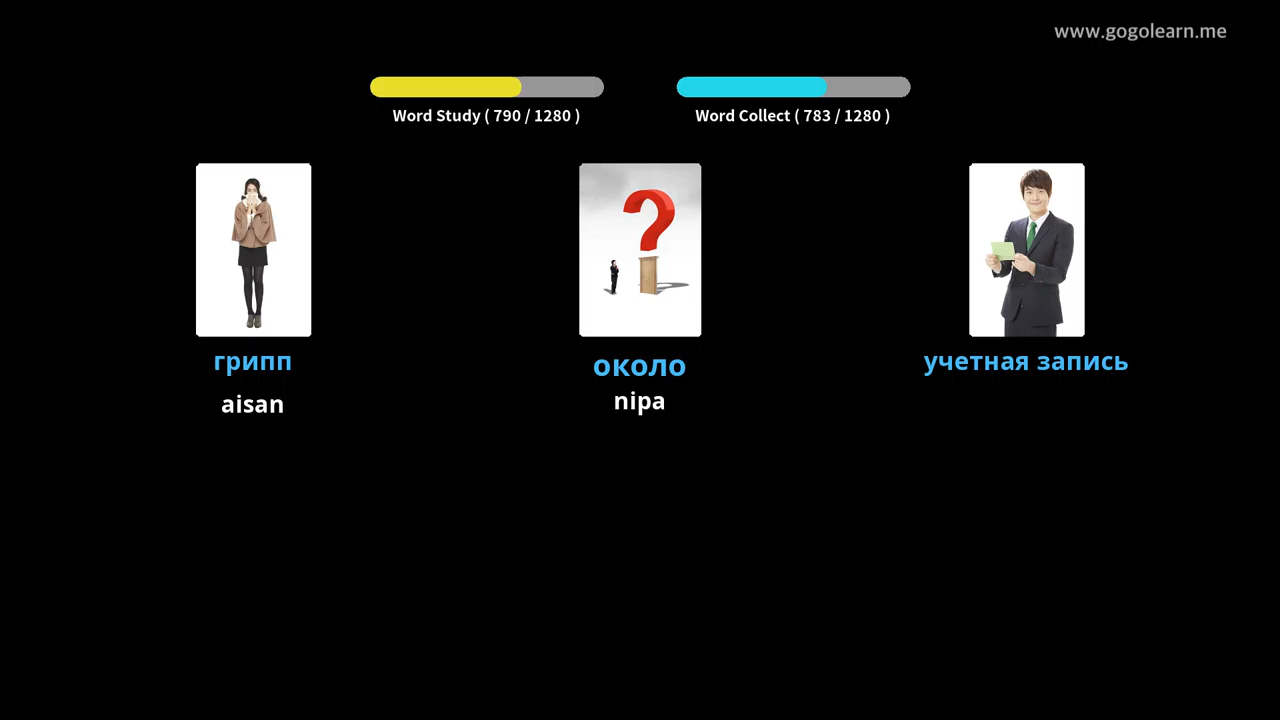 www.gogolearn.me
Word Study ( 790 / 1280 )
Word Collect ( 783 / 1280 )
грипп
около
учетная запись
aisan
nipa